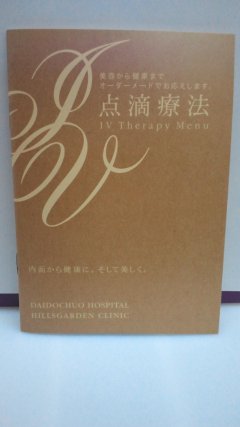 美容から健康まで
オーダーメードでお応えします。
点滴療法
IV Therapy Menu
IV
内面から健康に、そして美しく。
DAIDOCHUO HOSPITAL
HILLSGARDEN CLINIC